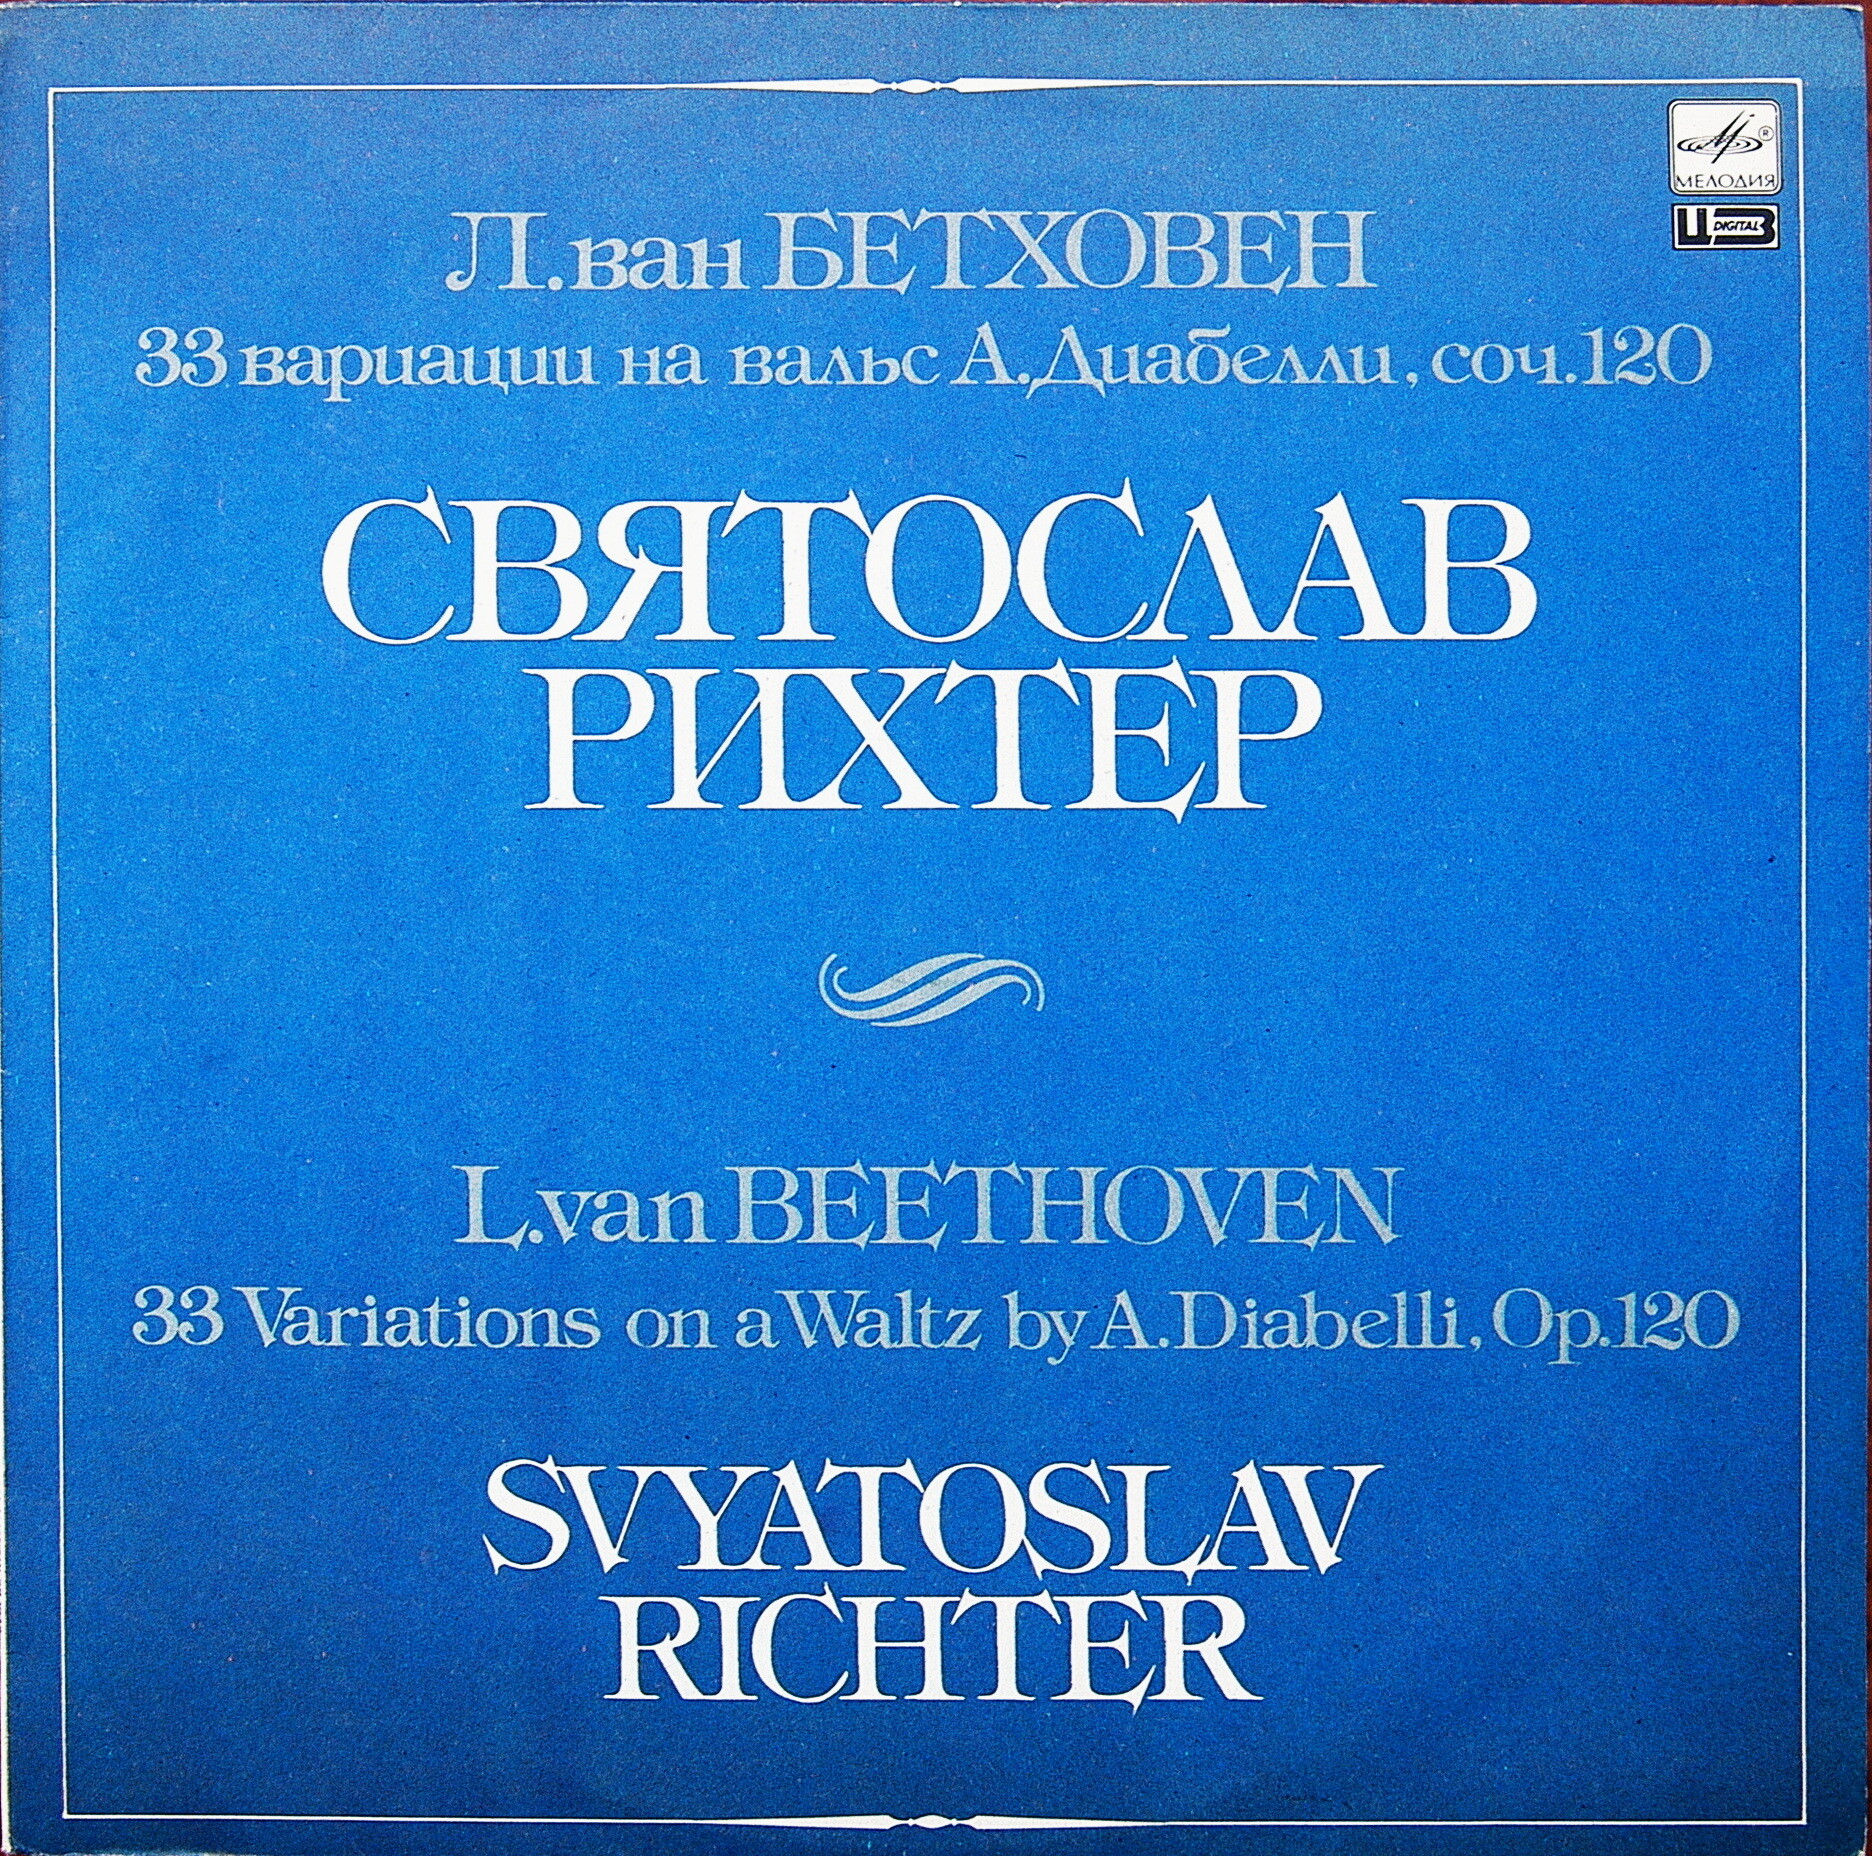 МЕЛОДИЯ
ЦЗ DIGITAL
Л.ван БЕТХОВЕН
33 вариации на вальс А.Диабелли, соч.120
СВЯТОСЛАВ
РИХТЕР
L.van BEETHOVEN
33 Variations on a Waltz by A.Diabelli, Op.120
SVYATOSLAV
RICHTER